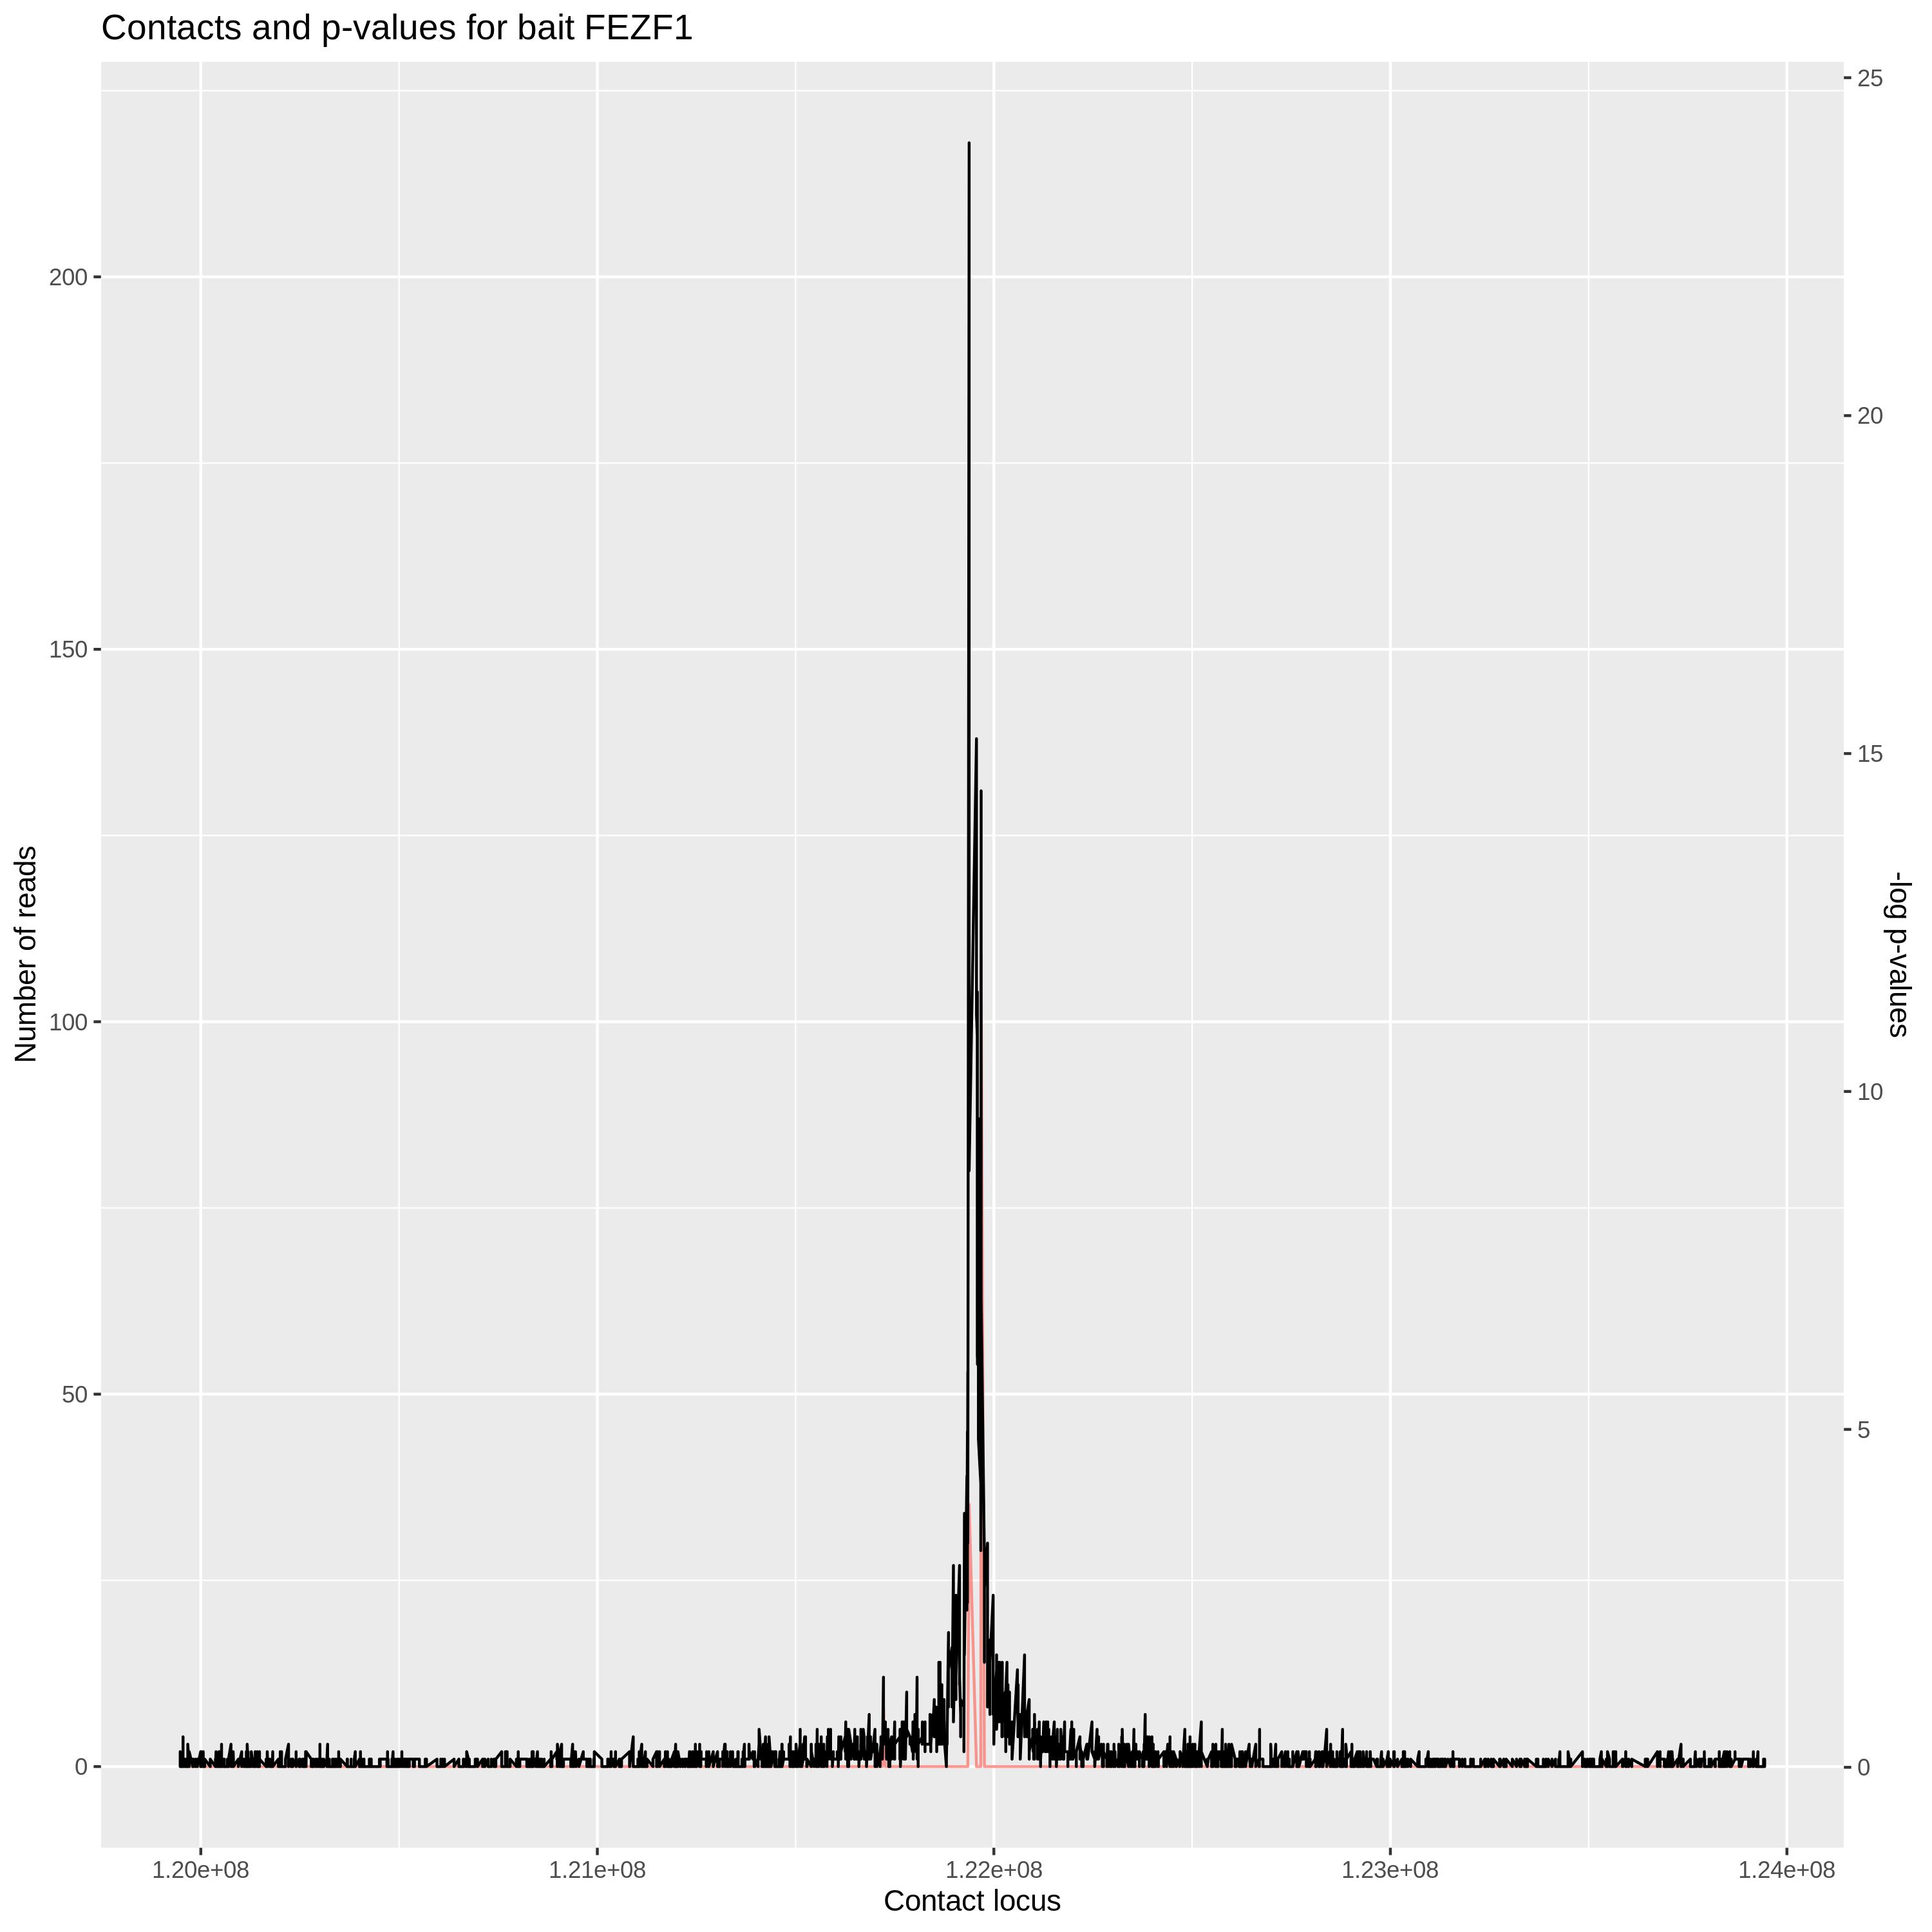 Contacts and p-values for bait FEZF1
25
20
15
10
5
0
200
150
100
50
0
Number of reads
-log p-values
1.20e+08
1.21e+08
1.22e+08
1.23e+08
1.24e+08
Contact locus